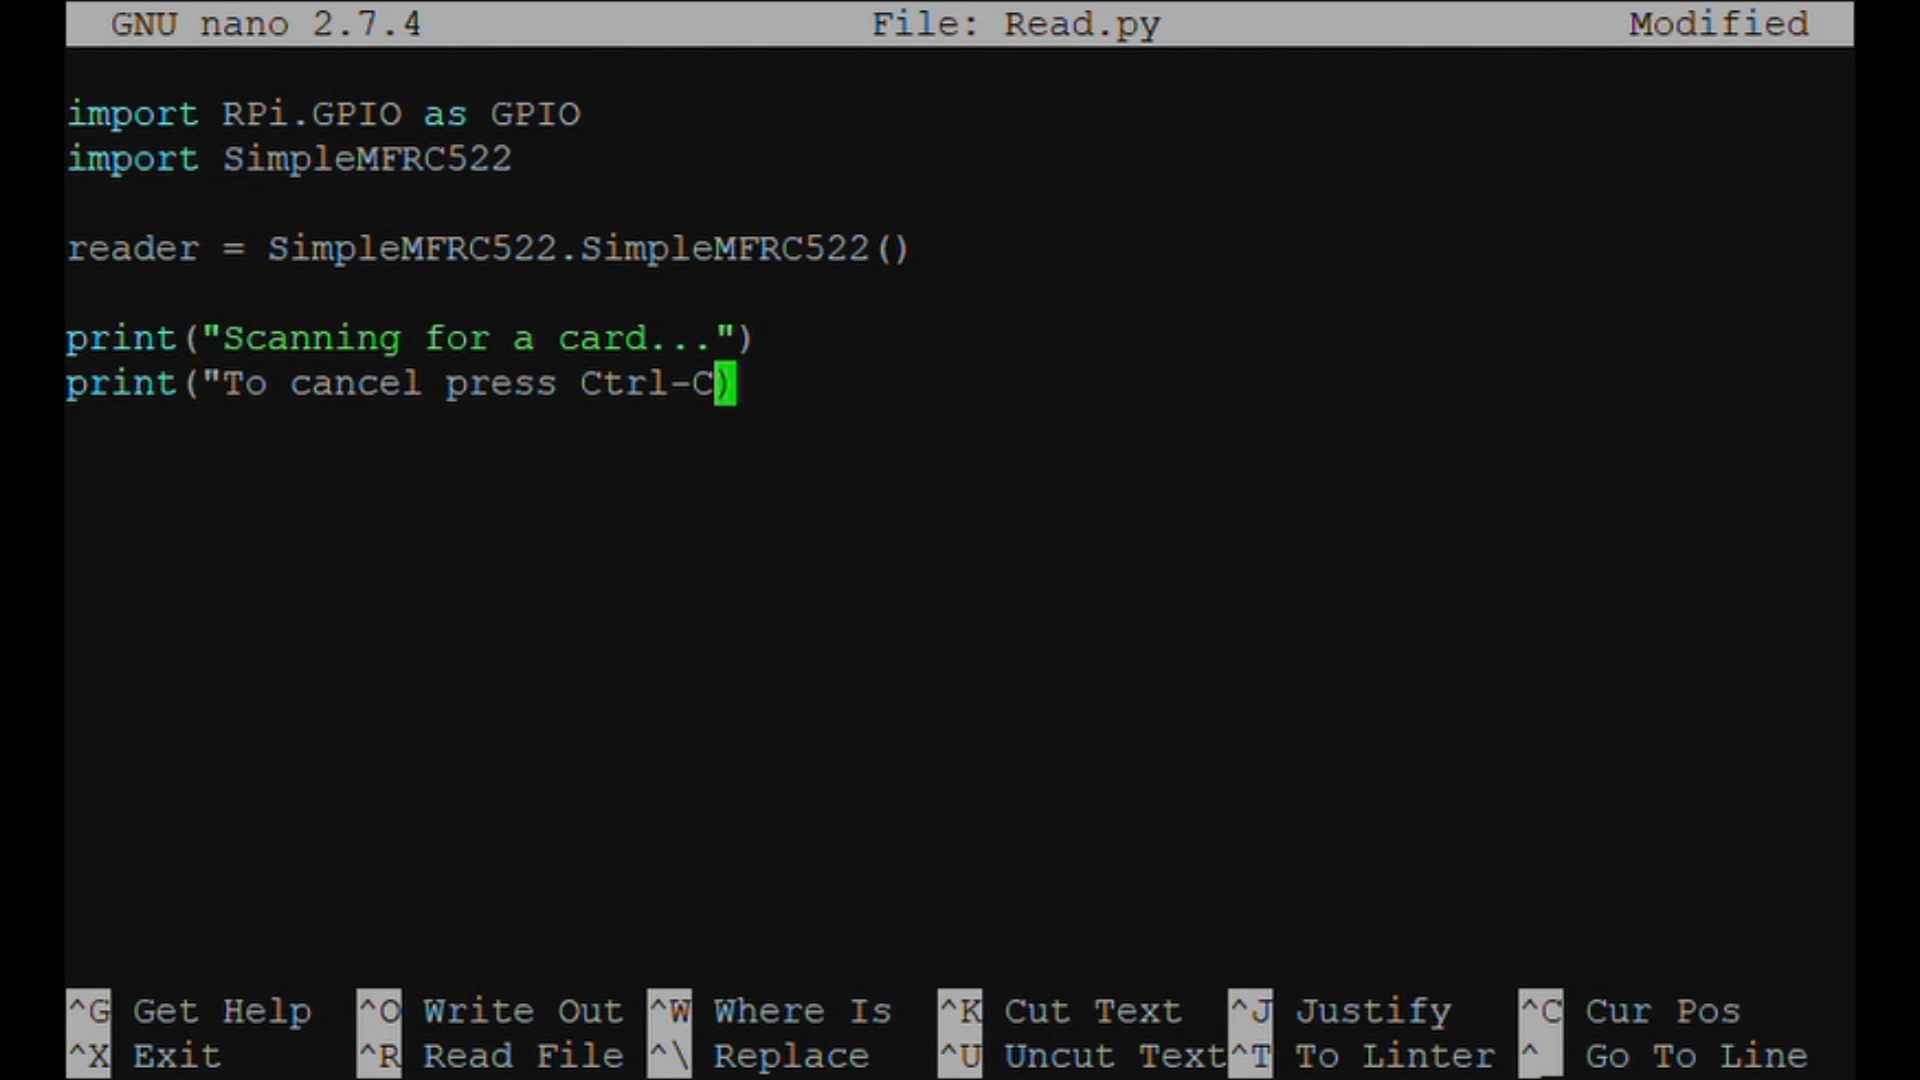 GNU nano 2.7.4 File: Read.py Modified
import RPi.GPIO as GPIO
import SimpleMFRC522
reader = SimpleMFRC522.SimpleMFRC522()
print("Scanning for a card...")
print("To cancel press Ctrl-C)
^G Get Help ^O Write Out ^W Where Is ^K Cut Text ^J Justify ^C Cur Pos
^X Exit ^R Read File ^\ Replace ^U Uncut Text ^T To Linter ^_ Go To Line